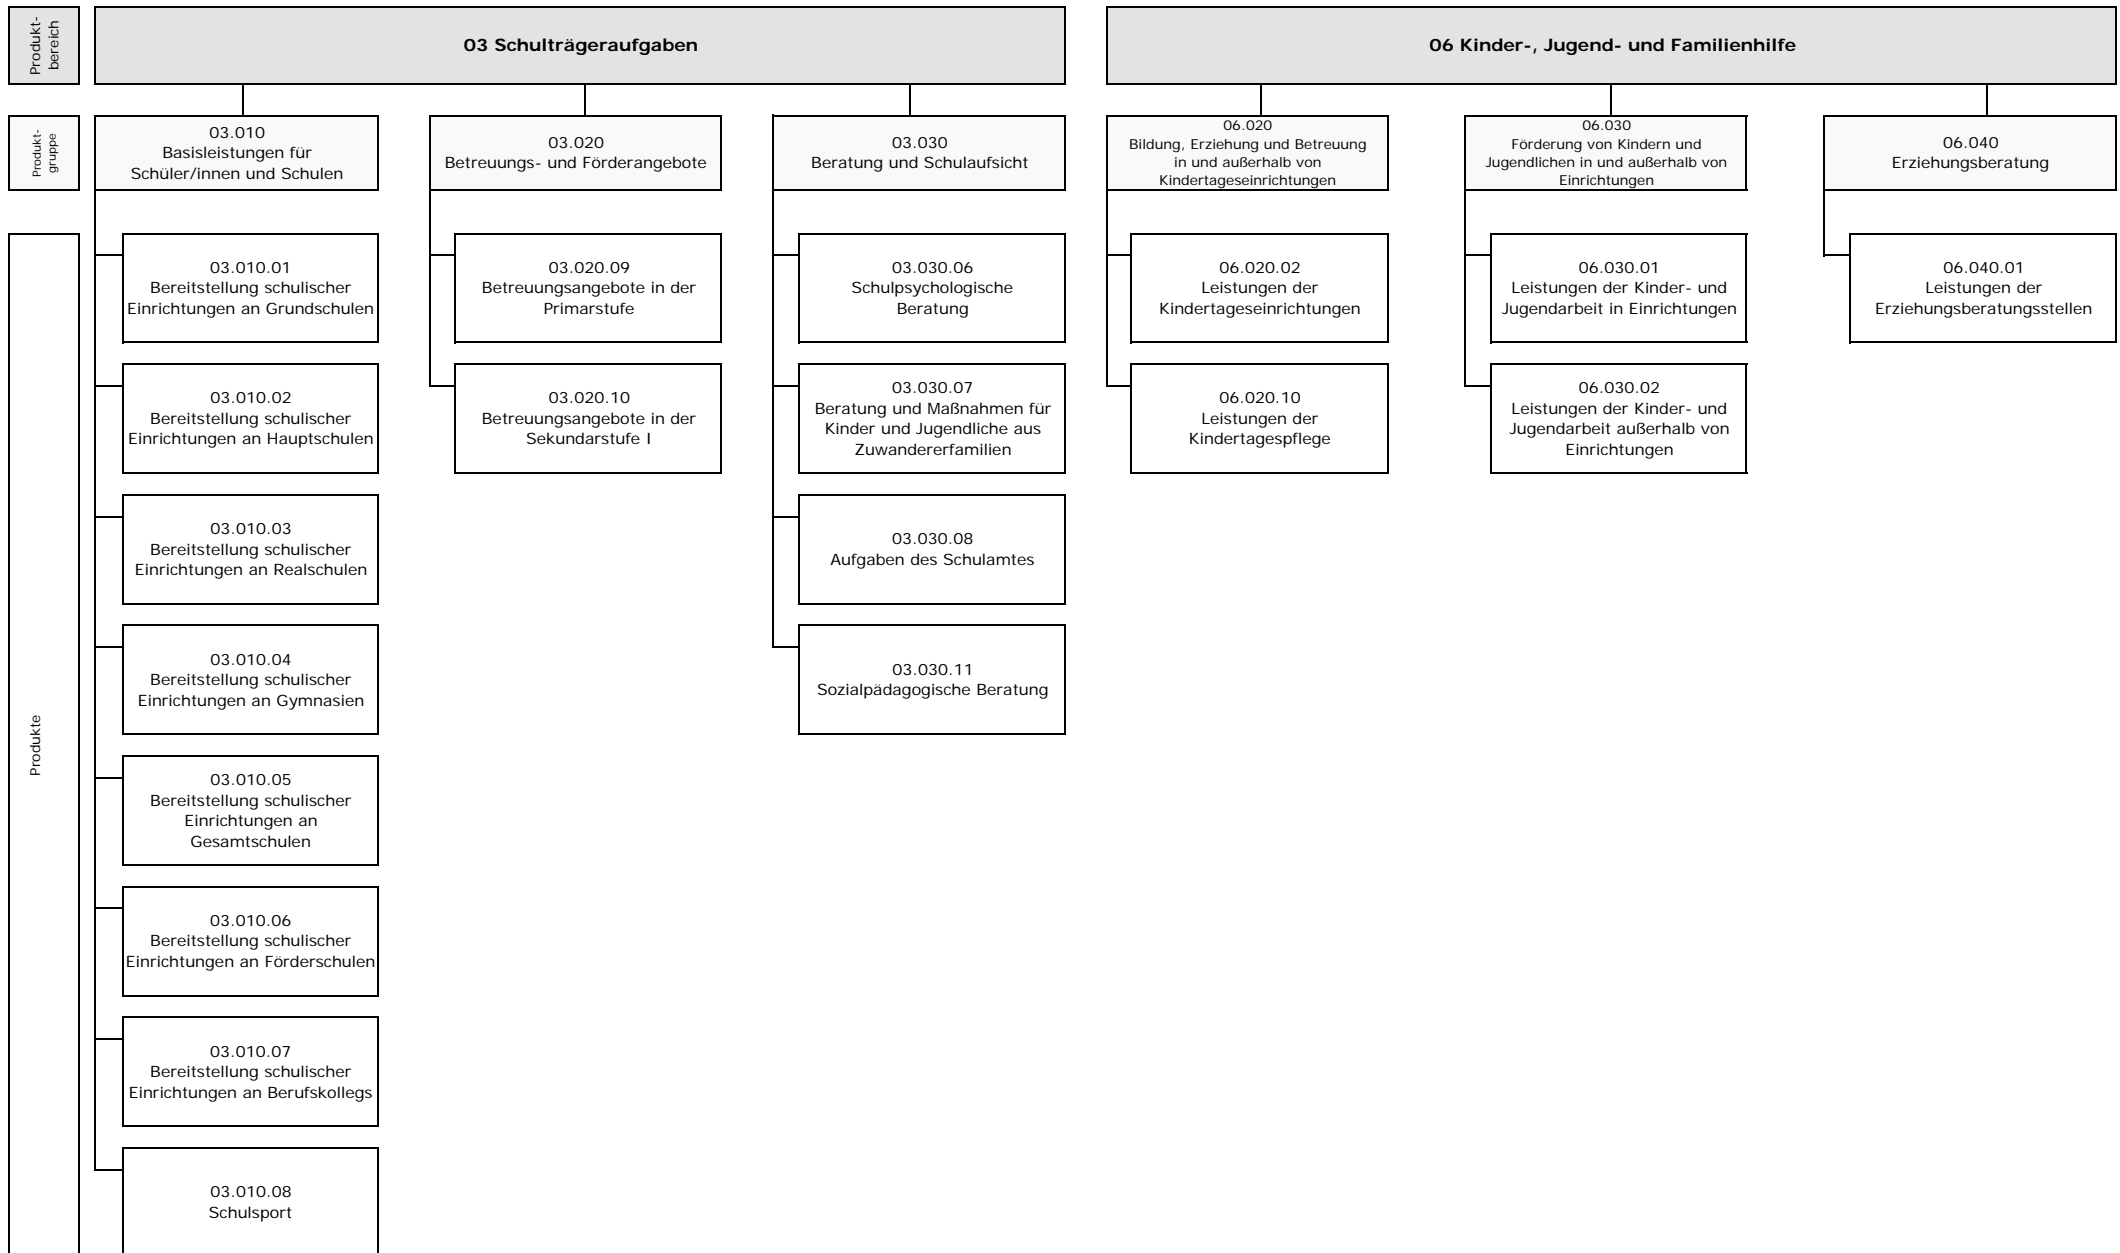 Produkt-
bereich
03 Schulträgeraufgaben
06 Kinder-, Jugend- und Familienhilfe
Produkt-
gruppe
03.010
Basisleistungen für
Schüler/innen und Schulen
03.020
Betreuungs- und Förderangebote
03.030
Beratung und Schulaufsicht
06.020
Bildung, Erziehung und Betreuung
in und außerhalb von
Kindertageseinrichtungen
06.030
Förderung von Kindern und
Jugendlichen in und außerhalb von
Einrichtungen
06.040
Erziehungsberatung
Produkte
03.010.01
Bereitstellung schulischer
Einrichtungen an Grundschulen
03.020.09
Betreuungsangebote in der
Primarstufe
03.030.06
Schulpsychologische
Beratung
06.020.02
Leistungen der
Kindertageseinrichtungen
06.030.01
Leistungen der Kinder- und
Jugendarbeit in Einrichtungen
06.040.01
Leistungen der
Erziehungsberatungsstellen
03.010.02
Bereitstellung schulischer
Einrichtungen an Hauptschulen
03.020.10
Betreuungsangebote in der
Sekundarstufe I
03.030.07
Beratung und Maßnahmen für
Kinder und Jugendliche aus
Zuwandererfamilien
06.020.10
Leistungen der
Kindertagespflege
06.030.02
Leistungen der Kinder- und
Jugendarbeit außerhalb von
Einrichtungen
03.010.03
Bereitstellung schulischer
Einrichtungen an Realschulen
03.030.08
Aufgaben des Schulamtes
03.010.04
Bereitstellung schulischer
Einrichtungen an Gymnasien
03.030.11
Sozialpädagogische Beratung
03.010.05
Bereitstellung schulischer
Einrichtungen an
Gesamtschulen
03.010.06
Bereitstellung schulischer
Einrichtungen an Förderschulen
03.010.07
Bereitstellung schulischer
Einrichtungen an Berufskollegs
03.010.08
Schulsport